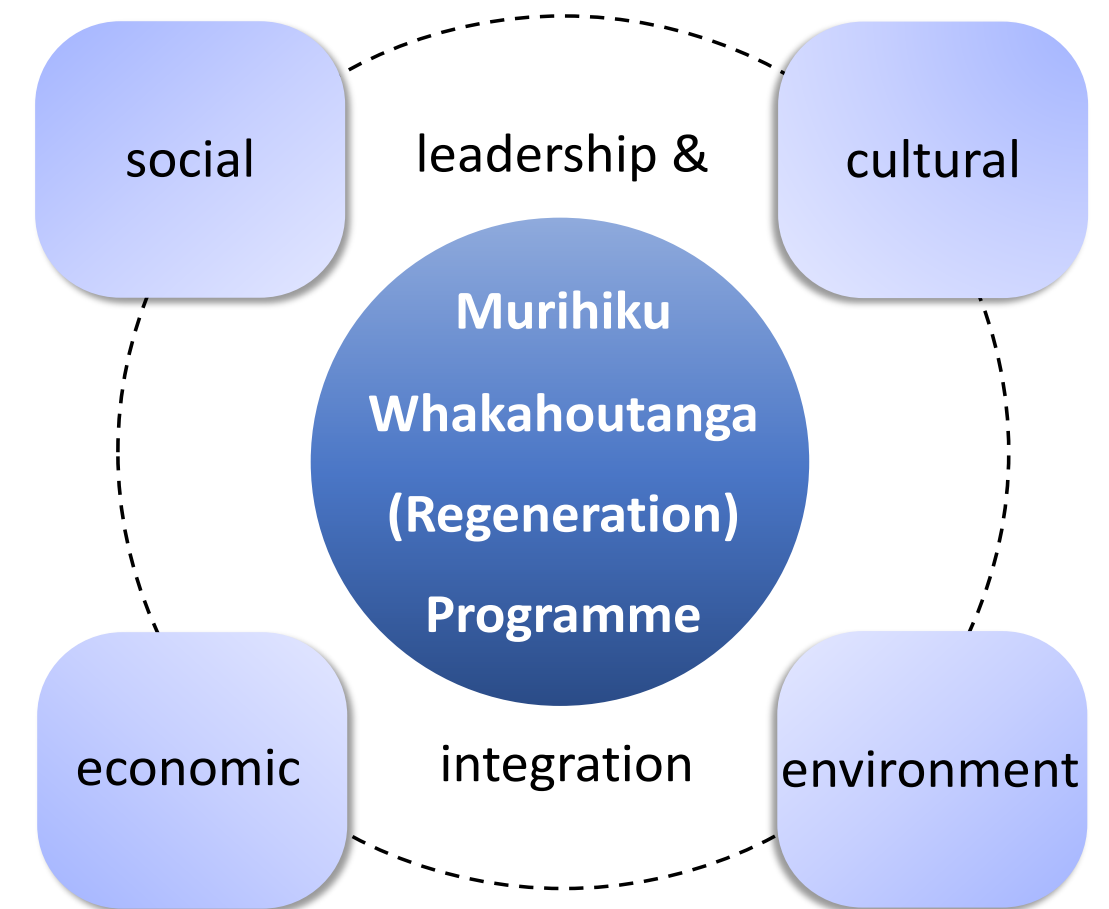 social
leadership &
cultural
Murihiku
Whakahoutanga
(Regeneration)
Programme
economic
integration
environment